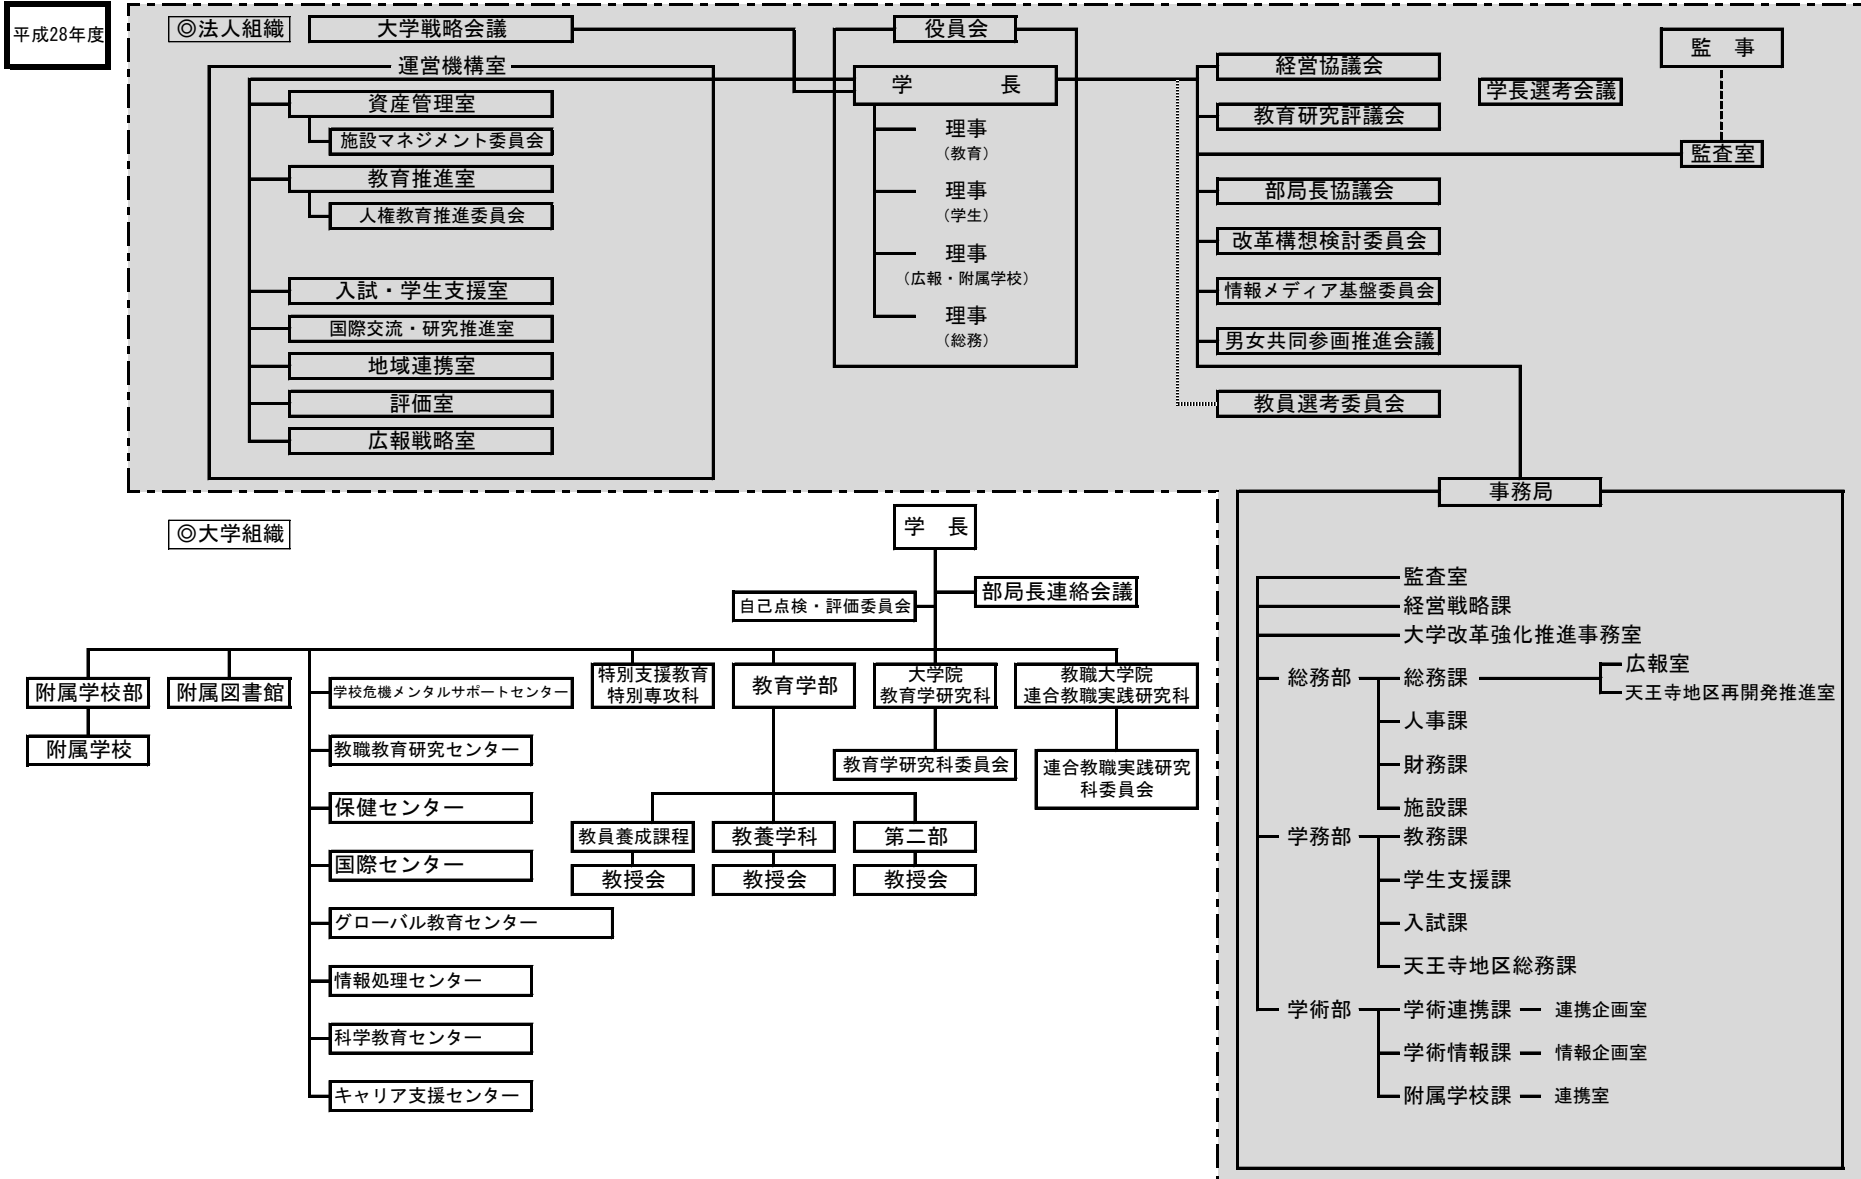 平成28年度
◎法人組織
大学戦略会議
役員会
監　事
運営機構室
学　長
経営協議会
学長選考会議
資産管理室
教育研究評議会
施設マネジメント委員会
理事
（教育）
監査室
教育推進室
理事
（学生）
部局長協議会
人権教育推進委員会
改革構想検討委員会
理事
（広報・附属学校）
入試・学生支援室
情報メディア基盤委員会
国際交流・研究推進室
理事
（総務）
男女共同参画推進会議
地域連携室
評価室
教員選考委員会
広報戦略室
事務局
監査室
経営戦略課
大学改革強化推進事務室
総務部
総務課
広報室
天王寺地区再開発推進室
人事課
財務課
施設課
学務部
教務課
学生支援課
入試課
天王寺地区総務課
学術部
学術連携課
連携企画室
学術情報課
情報企画室
附属学校課
連携室
◎大学組織
学　長
部局長連絡会議
自己点検・評価委員会
附属学校部
附属学校
附属図書館
学校危機メンタルサポートセンター
教職教育研究センター
保健センター
国際センター
グローバル教育センター
情報処理センター
科学教育センター
キャリア支援センター
特別支援教育
特別専攻科
教育学部
教員養成課程
教授会
教養学科
教授会
第二部
教授会
大学院
教育学研究科
教育学研究科委員会
教職大学院
連合教職実践研究科
連合教職実践研究
科委員会